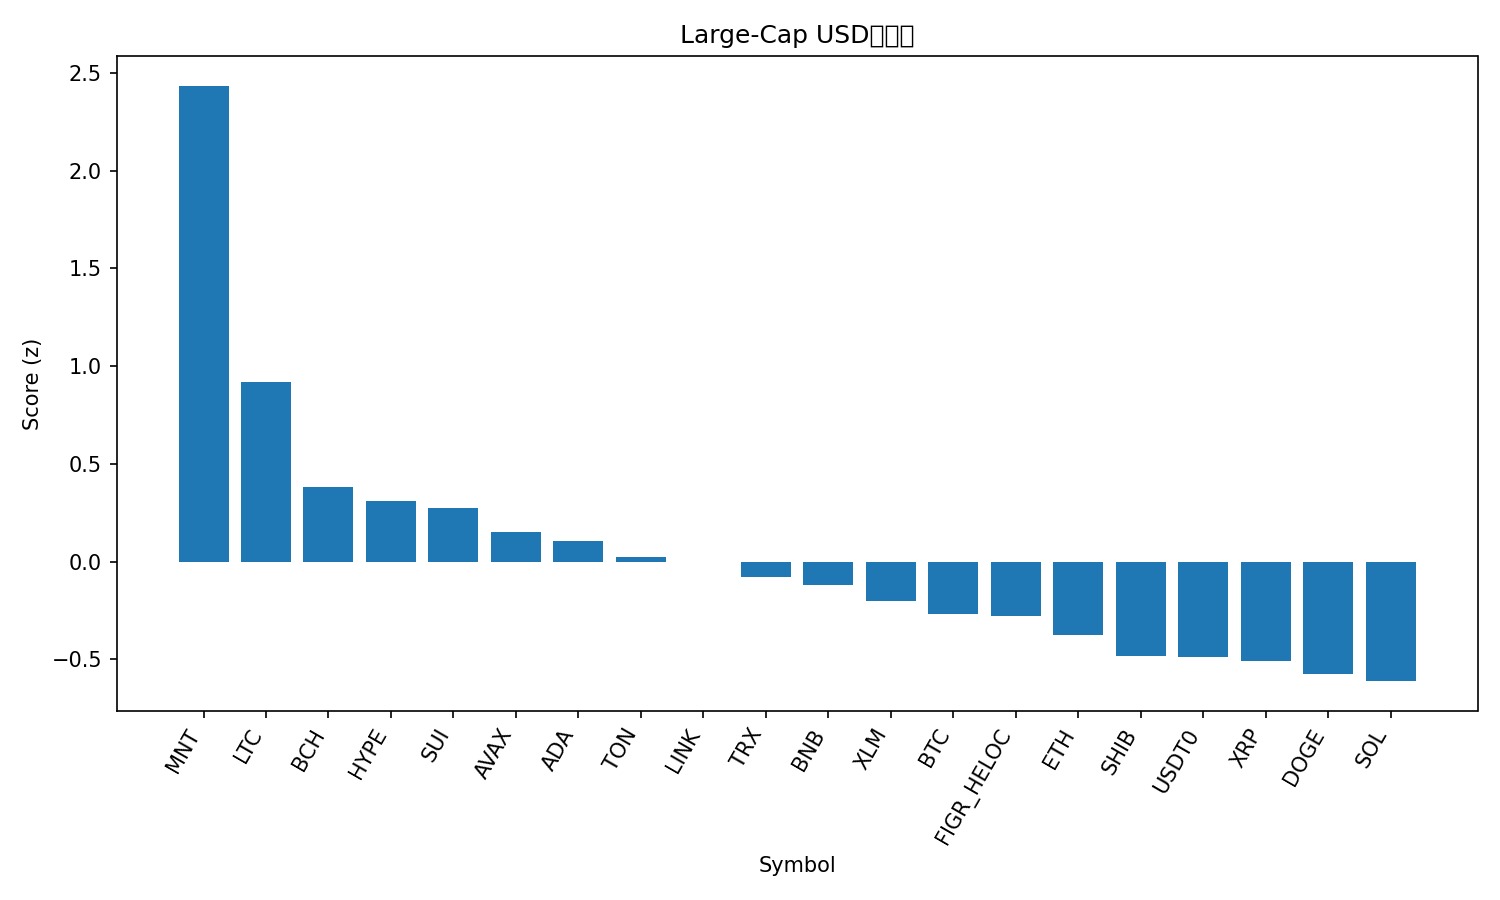 Large-Cap USD
2.5
2.0
1.5
1.0
0.5
0.0
−0.5
Score (z)
MNT
LTC
BCH
HYPE
SUI
AVAX
ADA
TON
LINK
TRX
BNB
XLM
BTC
FIGR_HELOC
ETH
SHIB
USDT0
XRP
DOGE
SOL
Symbol